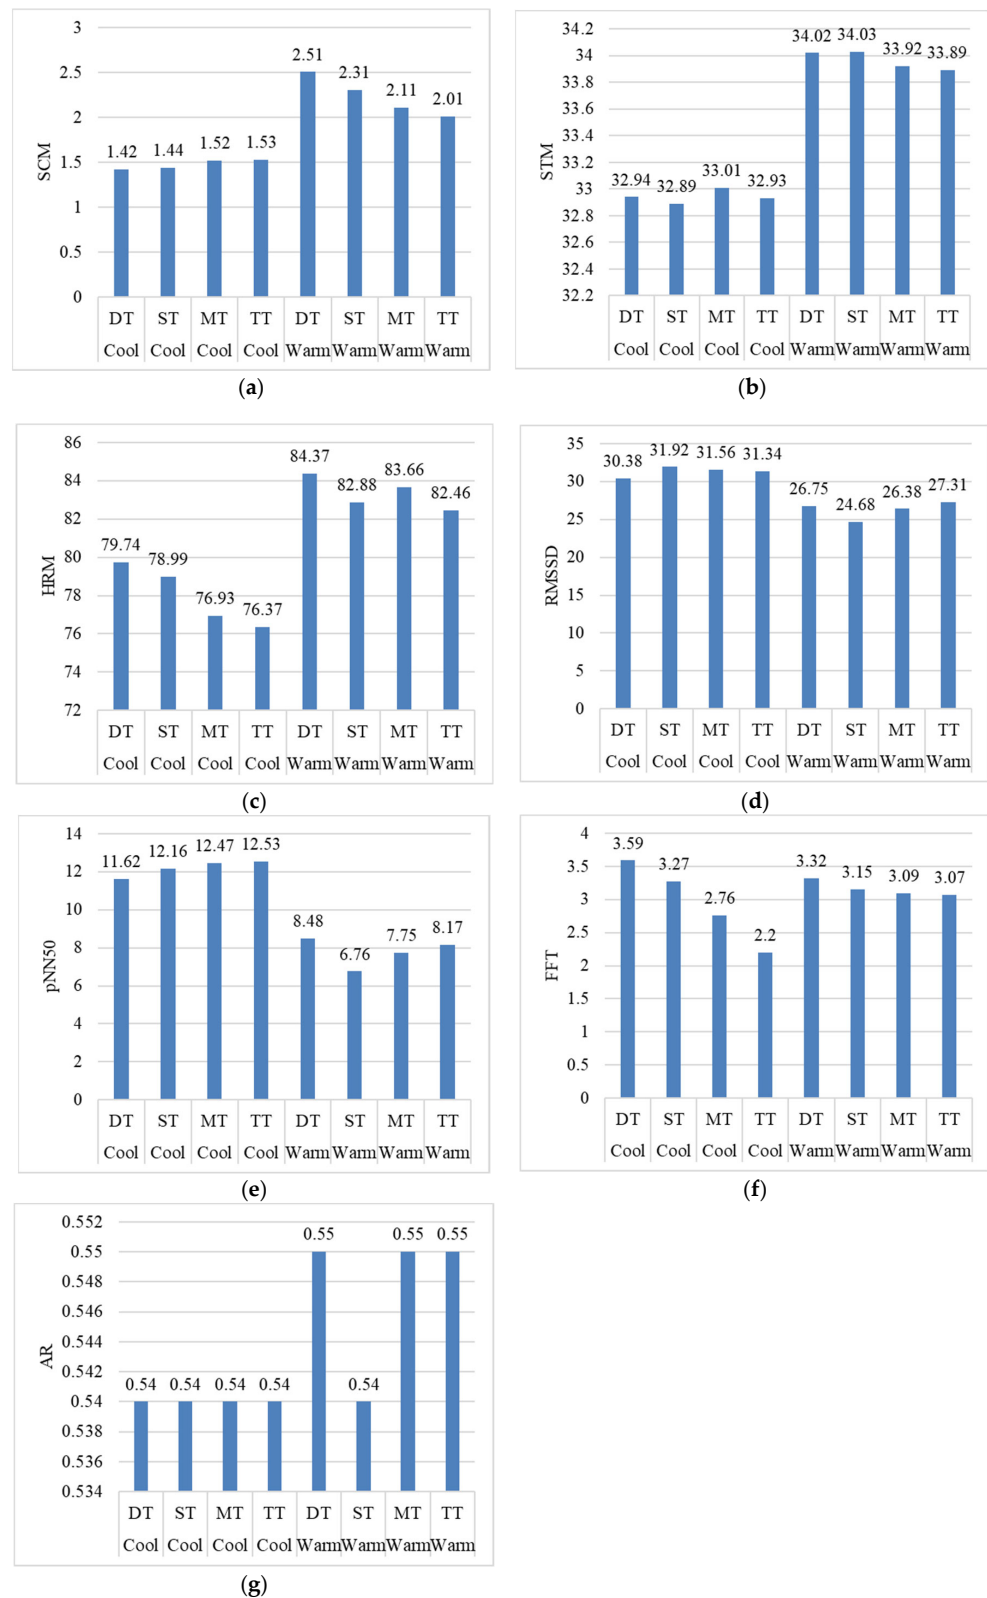 SCM
3
2.5
2
1.5
1
0.5
0
1.42 1.44 1.52 1.53 2.51 2.31 2.11 2.01
DT ST MT TT DT ST MT TT
Cool Cool Cool Cool Warm Warm Warm Warm
(a)
STM
34.2
34
33.8
33.6
33.4
33.2
33
32.8
32.6
32.4
32.2
32.94 32.89 33.01 32.93 34.02 34.03 33.92 33.89
DT ST MT TT DT ST MT TT
Cool Cool Cool Cool Warm Warm Warm Warm
(b)
HRM
86
84
82
80
78
76
74
72
79.74 78.99 76.93 76.37 84.37 82.88 83.66 82.46
DT ST MT TT DT ST MT TT
Cool Cool Cool Cool Warm Warm Warm Warm
(c)
RMSSD
35
30
25
20
15
10
5
0
30.38 31.92 31.56 31.34 26.75 24.68 26.38 27.31
DT ST MT TT DT ST MT TT
Cool Cool Cool Cool Warm Warm Warm Warm
(d)
pNN50
14
12
10
8
6
4
2
0
11.62 12.16 12.47 12.53 8.48 6.76 7.75 8.17
DT ST MT TT DT ST MT TT
Cool Cool Cool Cool Warm Warm Warm Warm
(e)
FFT
4
3.5
3
2.5
2
1.5
1
0.5
0
3.59 3.27 2.76 2.2 3.32 3.15 3.09 3.07
DT ST MT TT DT ST MT TT
Cool Cool Cool Cool Warm Warm Warm Warm
(f)
AR
0.552
0.55
0.548
0.546
0.544
0.542
0.54
0.538
0.536
0.534
0.54 0.54 0.54 0.54 0.55 0.54 0.55 0.55
DT ST MT TT DT ST MT TT
Cool Cool Cool Cool Warm Warm Warm Warm
(g)